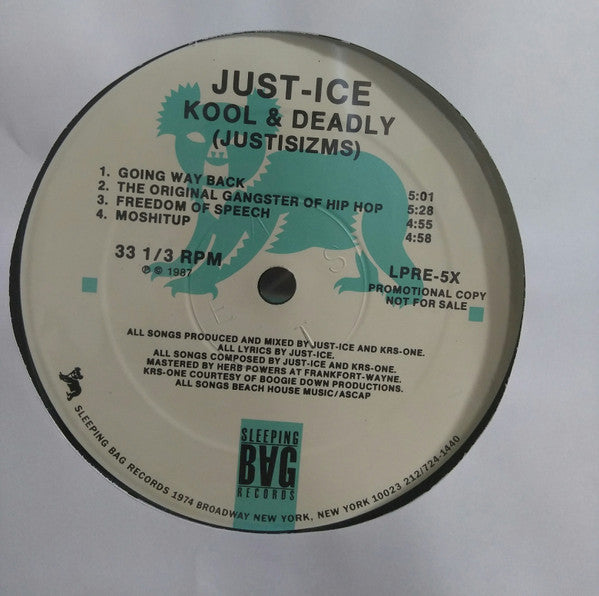 JUST-ICE
KOOL & DEADLY
(JUSTISIZMS)
1. GOING WAY BACK 5:01
2. THE ORIGINAL GANGSTER OF HIP HOP 5:28
3. FREEDOM OF SPEECH 4:55
4. MOSHITUP 4:58
33 1/3 RPM
℗ © 1987
LPRE-5X
PROMOTIONAL COPY
NOT FOR SALE
ALL SONGS PRODUCED AND MIXED BY JUST-ICE AND KRS-ONE.
ALL LYRICS BY JUST-ICE.
ALL SONGS COMPOSED BY JUST-ICE AND KRS-ONE.
MASTERED BY HERB POWERS AT FRANKFORT-WAYNE.
KRS-ONE COURTESY OF BOOGIE DOWN PRODUCTIONS.
ALL SONGS BEACH HOUSE MUSIC/ASCAP
SLEEPING
BAG
RECORDS
SLEEPING BAG RECORDS 1974 BROADWAY NEW YORK, NEW YORK 10023 212/724-1440